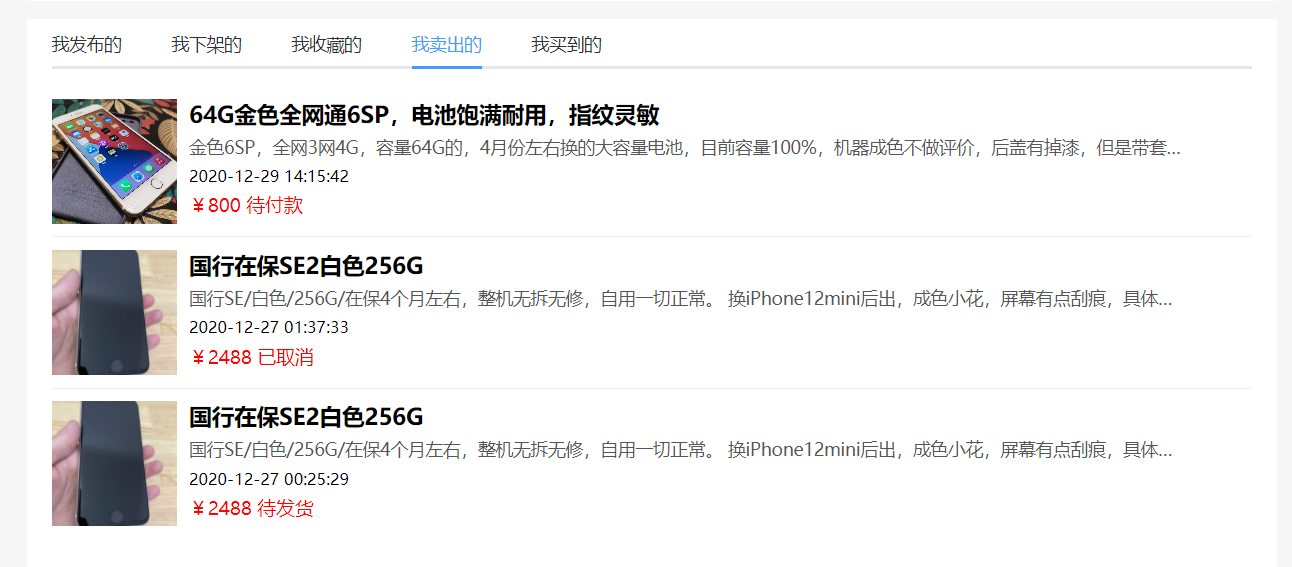 我发布的 我下架的 我收藏的 我卖出的 我买到的
64G金色全网通6SP，电池饱满耐用，指纹灵敏
金色6SP，全网3网4G，容量64G的，4月份左右换的大容量电池，目前容量100%，机器成色不做评价，后盖有掉漆，但是带套...
2020-12-29 14:15:42
￥800 待付款
国行在保SE2白色256G
国行SE/白色/256G/在保4个月左右，整机无拆无修，自用一切正常。 换iPhone12mini后出，成色小花，屏幕有点刮痕，具体...
2020-12-27 01:37:33
￥2488 已取消
国行在保SE2白色256G
国行SE/白色/256G/在保4个月左右，整机无拆无修，自用一切正常。 换iPhone12mini后出，成色小花，屏幕有点刮痕，具体...
2020-12-27 00:25:29
￥2488 待发货